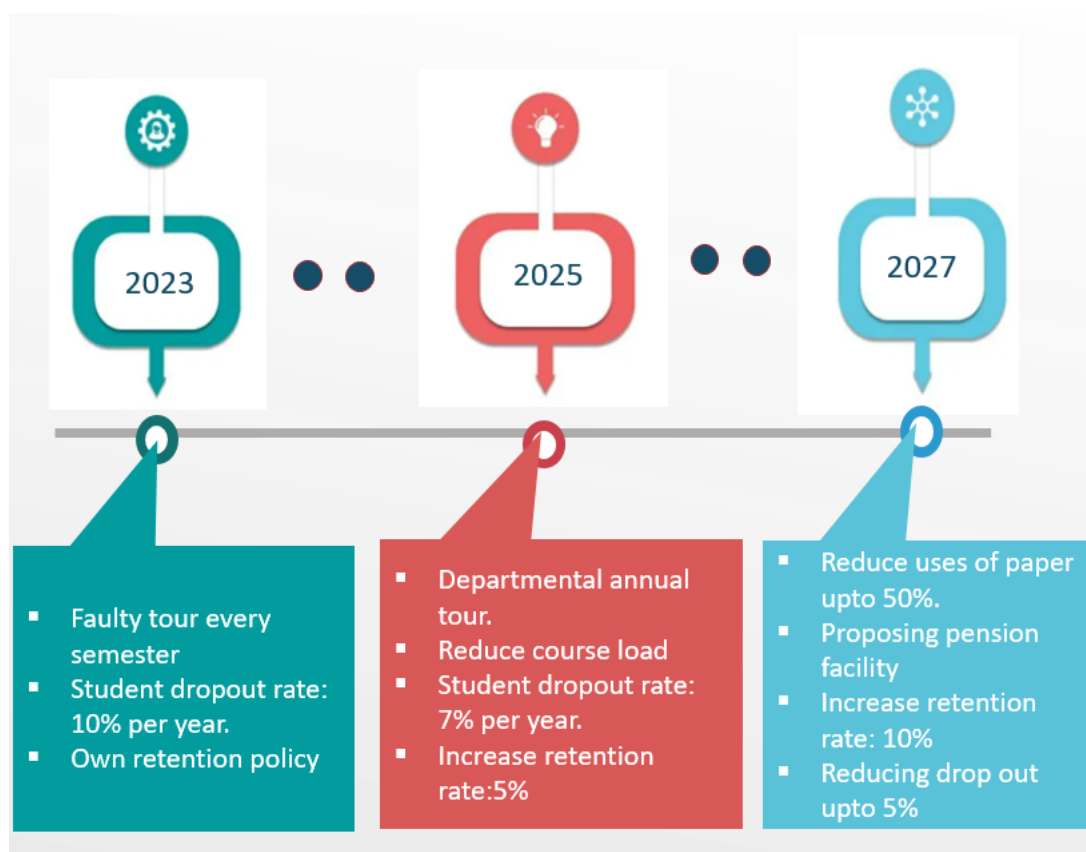 2023
2025
2027
▪ Faulty tour every
semester
▪ Student dropout rate:
10% per year.
▪ Own retention policy
▪ Departmental annual
tour.
▪ Reduce course load
▪ Student dropout rate:
7% per year.
▪ Increase retention
rate:5%
▪ Reduce uses of paper
upto 50%.
▪ Proposing pension
facility
▪ Increase retention
rate: 10%
▪ Reducing drop out
upto 5%